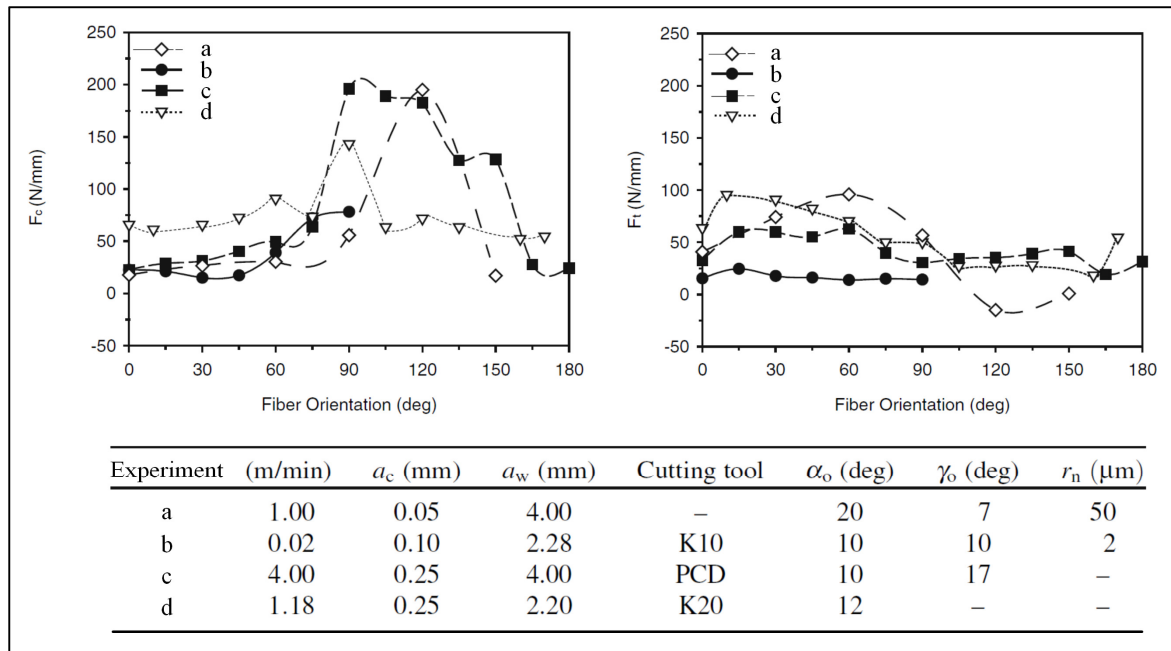 250
200
150
100
50
0
-50
a
b
c
d
Fc (N/mm)
0 30 60 90 120 150 180
Fiber Orientation (deg)
250
200
150
100
50
0
-50
a
b
c
d
Ft (N/mm)
0 30 60 90 120 150 180
Fiber Orientation (deg)
Experiment (m/min) ac (mm) aw (mm) Cutting tool αo (deg) γo (deg) rn (μm)
a 1.00 0.05 4.00 – 20 7 50
b 0.02 0.10 2.28 K10 10 10 2
c 4.00 0.25 4.00 PCD 10 17 –
d 1.18 0.25 2.20 K20 12 – –